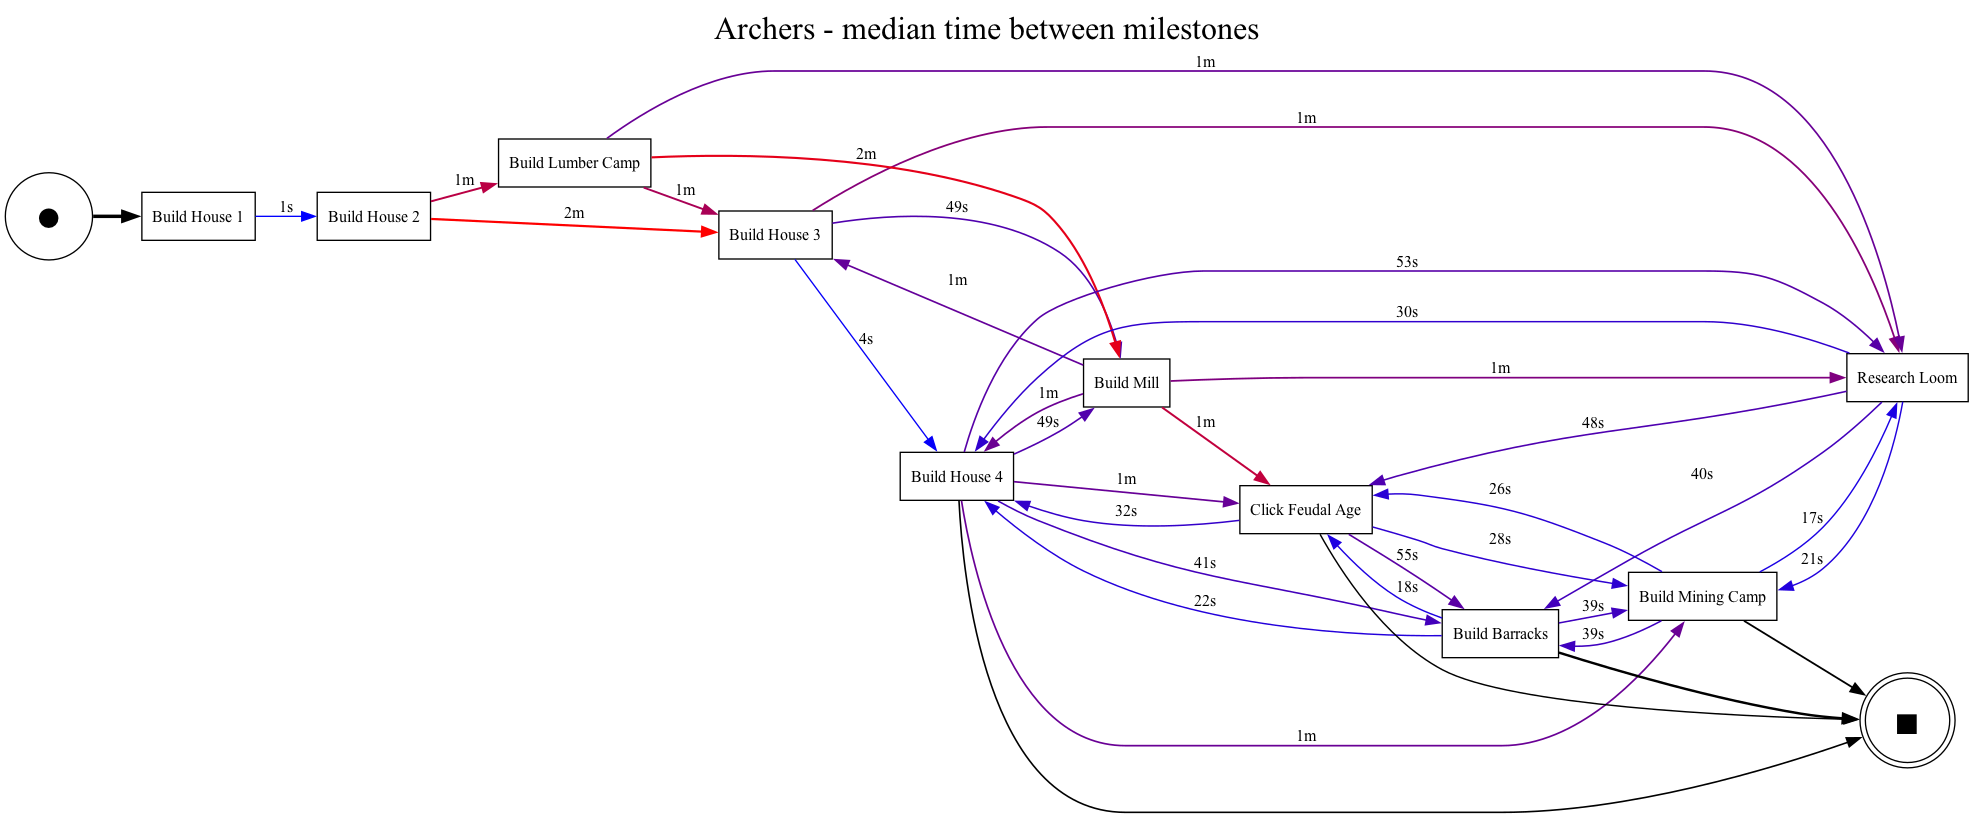 Archers - median time between milestones
1m
1m
2m
Build Lumber Camp
1m
1m
Build House 1
1s
Build House 2
2m
49s
Build House 3
53s
1m
30s
4s
Build Mill
1m
Research Loom
1m
49s
1m
48s
Build House 4
1m
40s
26s
32s
Click Feudal Age
17s
28s
55s
21s
41s
18s
Build Mining Camp
22s
39s
Build Barracks
39s
1m